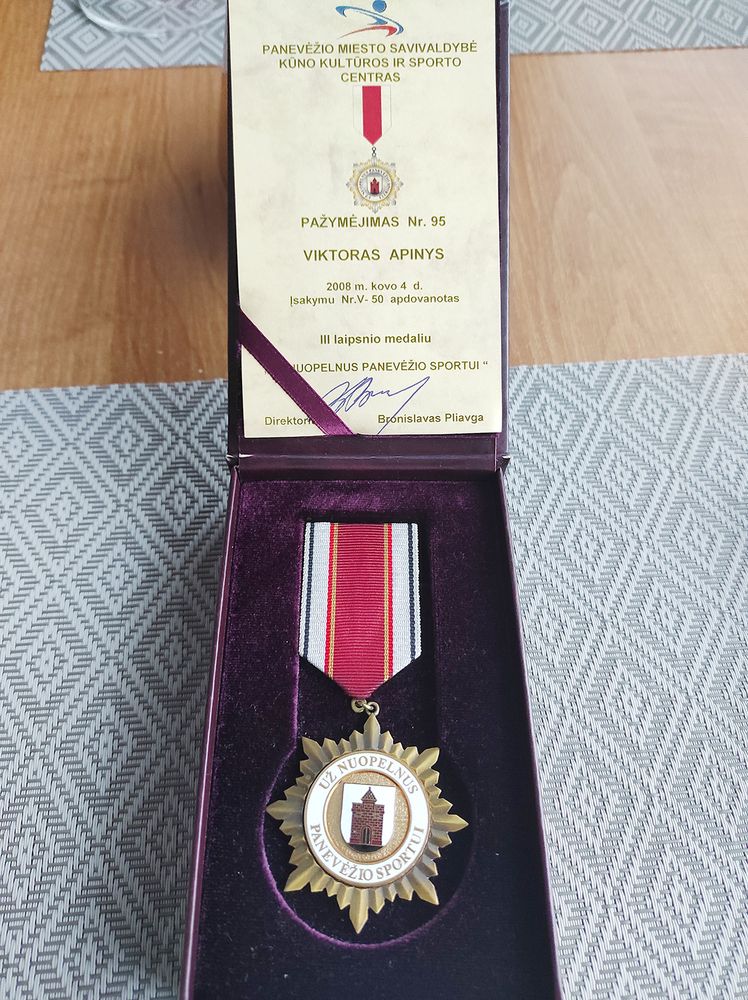 PANEVĖŽIO MIESTO SAVIVALDYBĖ
KŪNO KULTŪROS IR SPORTO
CENTRAS
PAŽYMĖJIMAS Nr. 95
VIKTORAS APINYS
2008 m. kovo 4 d.
Įsakymu Nr.V- 50 apdovanotas
III laipsnio medaliu
NUOPELNUS PANEVĖŽIO SPORTUI “
Bronislavas Pliavga
UŽ NUOPELNUS
PANEVĖŽIO SPORTUI